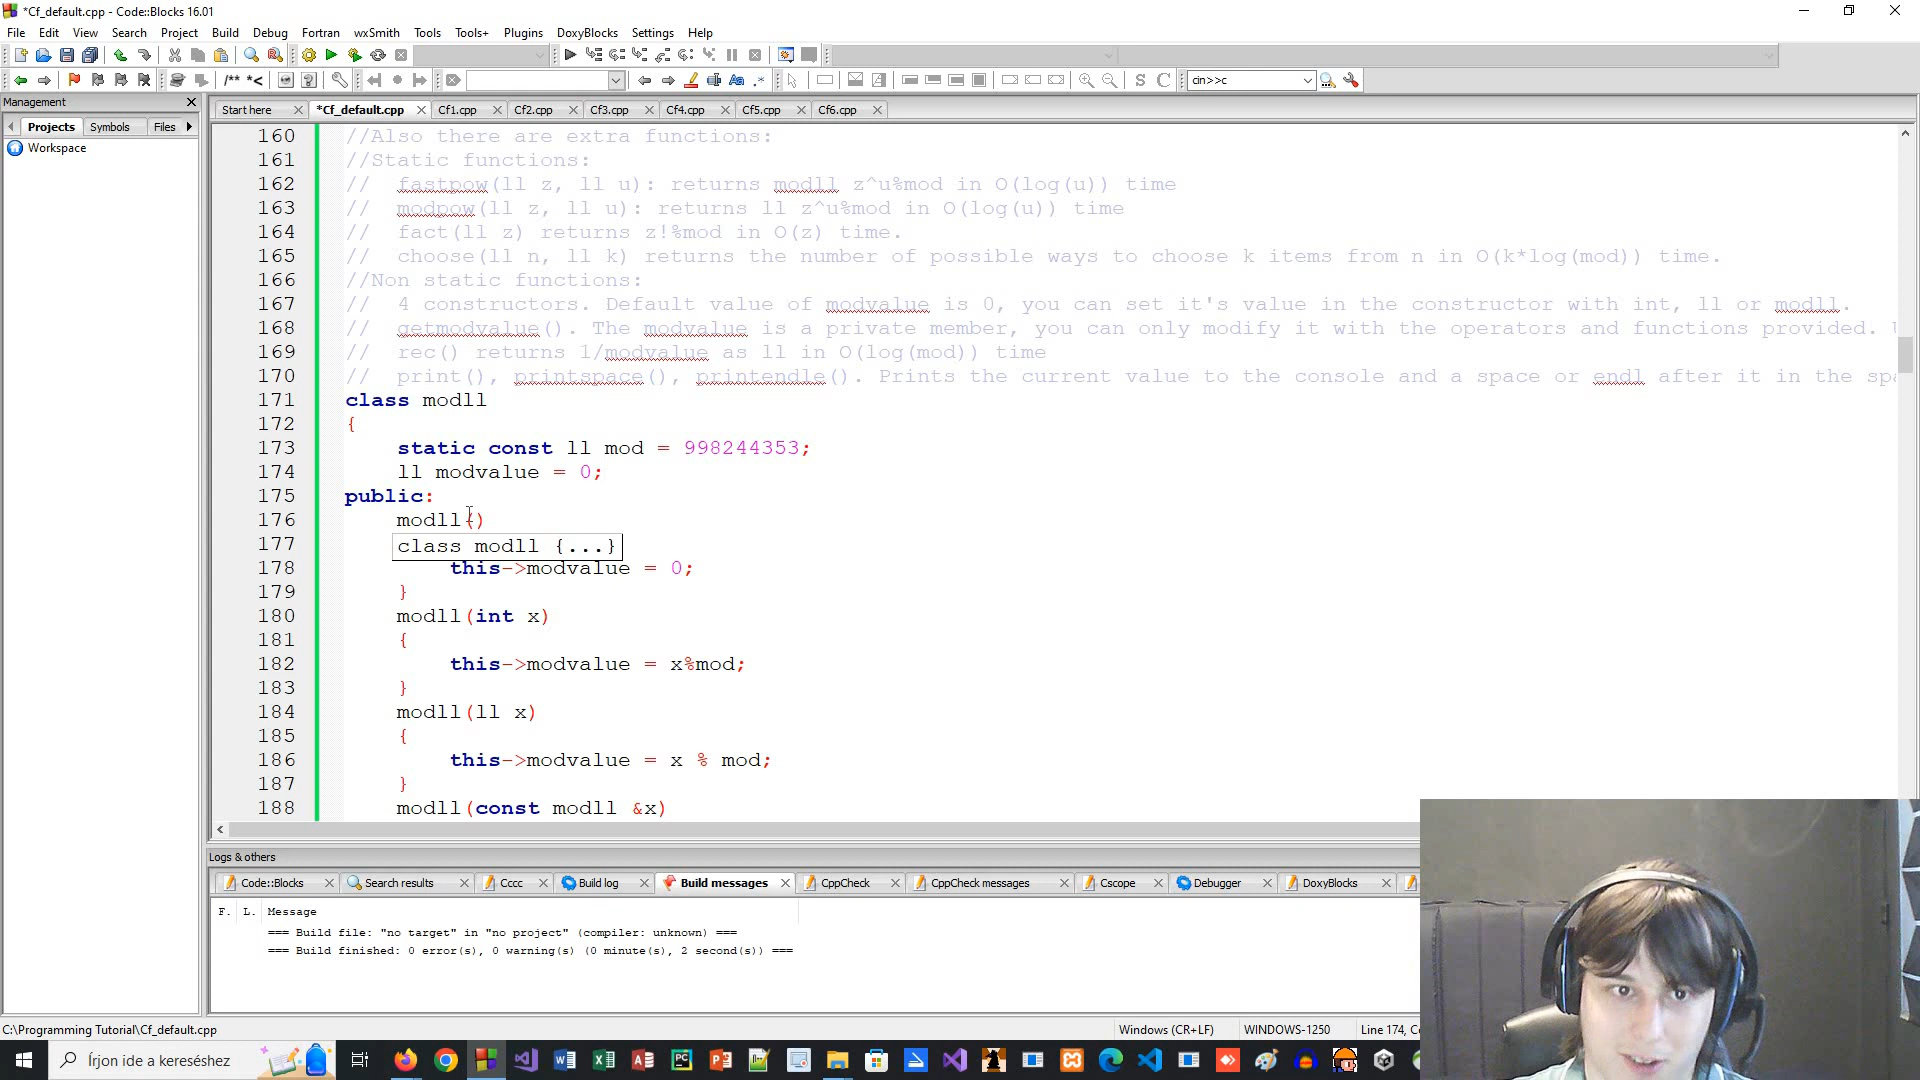 *Cf_default.cpp - Code::Blocks 16.01
File Edit View Search Project Build Debug Fortran wxSmith Tools Tools+ Plugins DoxyBlocks Settings Help
/** *< cin>>c
Management
Start here *Cf_default.cpp Cf1.cpp Cf2.cpp Cf3.cpp Cf4.cpp Cf5.cpp Cf6.cpp
Projects Symbols Files
Workspace
160 //Also there are extra functions:
161 //Static functions:
162 // fastpow(ll z, ll u): returns modll z^u%mod in O(log(u)) time
163 // modpow(ll z, ll u): returns ll z^u%mod in O(log(u)) time
164 // fact(ll z) returns z!%mod in O(z) time.
165 // choose(ll n, ll k) returns the number of possible ways to choose k items from n in O(k*log(mod)) time.
166 //Non static functions:
167 // 4 constructors. Default value of modvalue is 0, you can set it's value in the constructor with int, ll or modll.
168 // getmodvalue(). The modvalue is a private member, you can only modify it with the operators and functions provided.
169 // rec() returns 1/modvalue as ll in O(log(mod)) time
170 // print(), printspace(), printendle(). Prints the current value to the console and a space or endl after it in the
171 class modll
172 {
173 static const ll mod = 998244353;
174 ll modvalue = 0;
175 public:
176 modll()
177 class modll {...}
178 this->modvalue = 0;
179 }
180 modll(int x)
181 {
182 this->modvalue = x%mod;
183 }
184 modll(ll x)
185 {
186 this->modvalue = x % mod;
187 }
188 modll(const modll &x)
Logs & others
Code::Blocks Search results Cccc Build log Build messages CppCheck CppCheck messages Cscope Debugger DoxyBlocks
F. L. Message
=== Build file: "no target" in "no project" (compiler: unknown) ===
=== Build finished: 0 error(s), 0 warning(s) (0 minute(s), 2 second(s)) ===
C:\Programming Tutorial\Cf_default.cpp Windows (CR+LF) WINDOWS-1250 Line 174,
Írjon ide a kereséshez